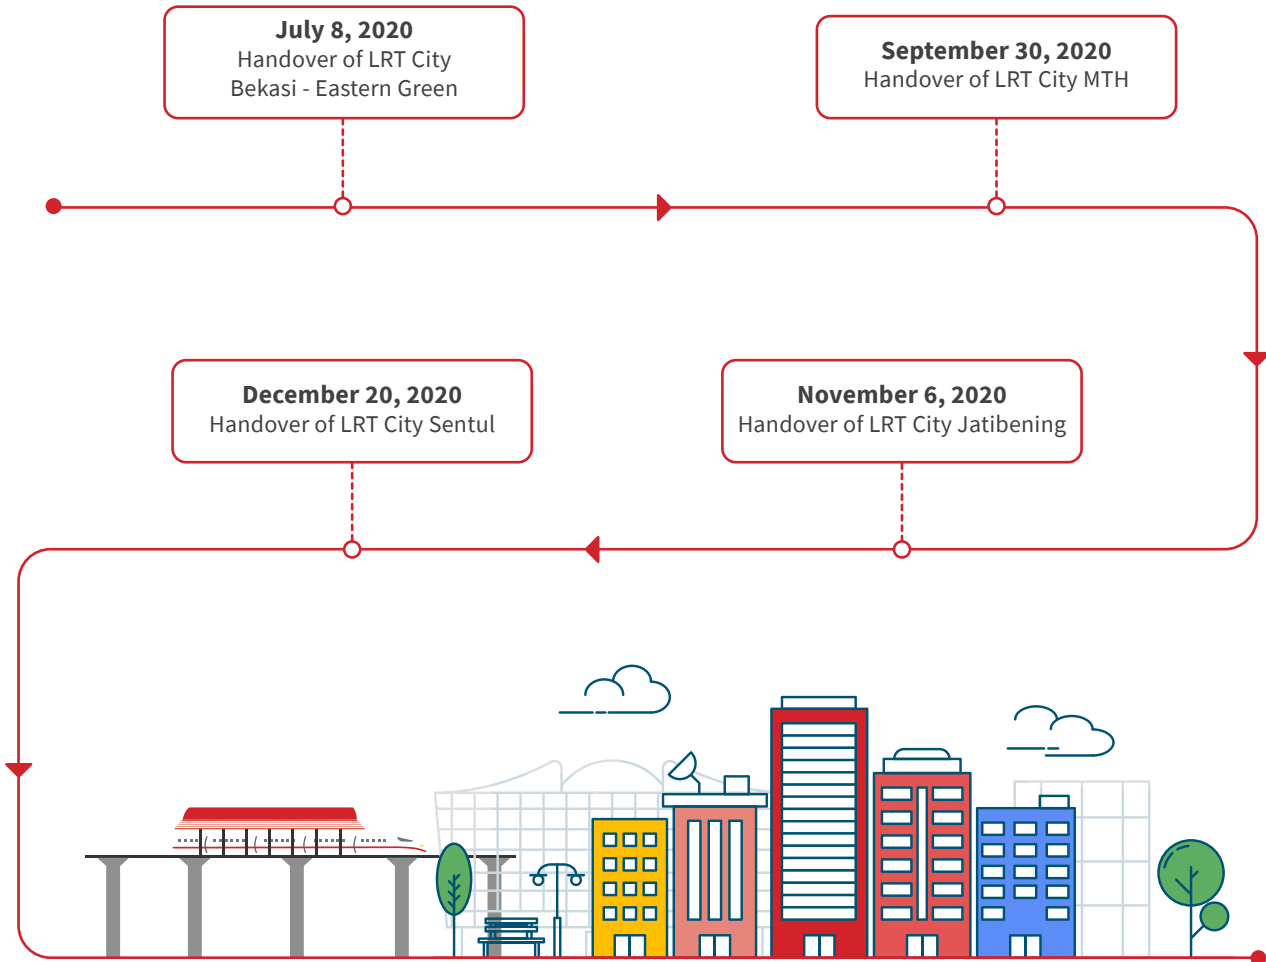 July 8, 2020
Handover of LRT City
Bekasi - Eastern Green
September 30, 2020
Handover of LRT City MTH
November 6, 2020
Handover of LRT City Jatibening
December 20, 2020
Handover of LRT City Sentul